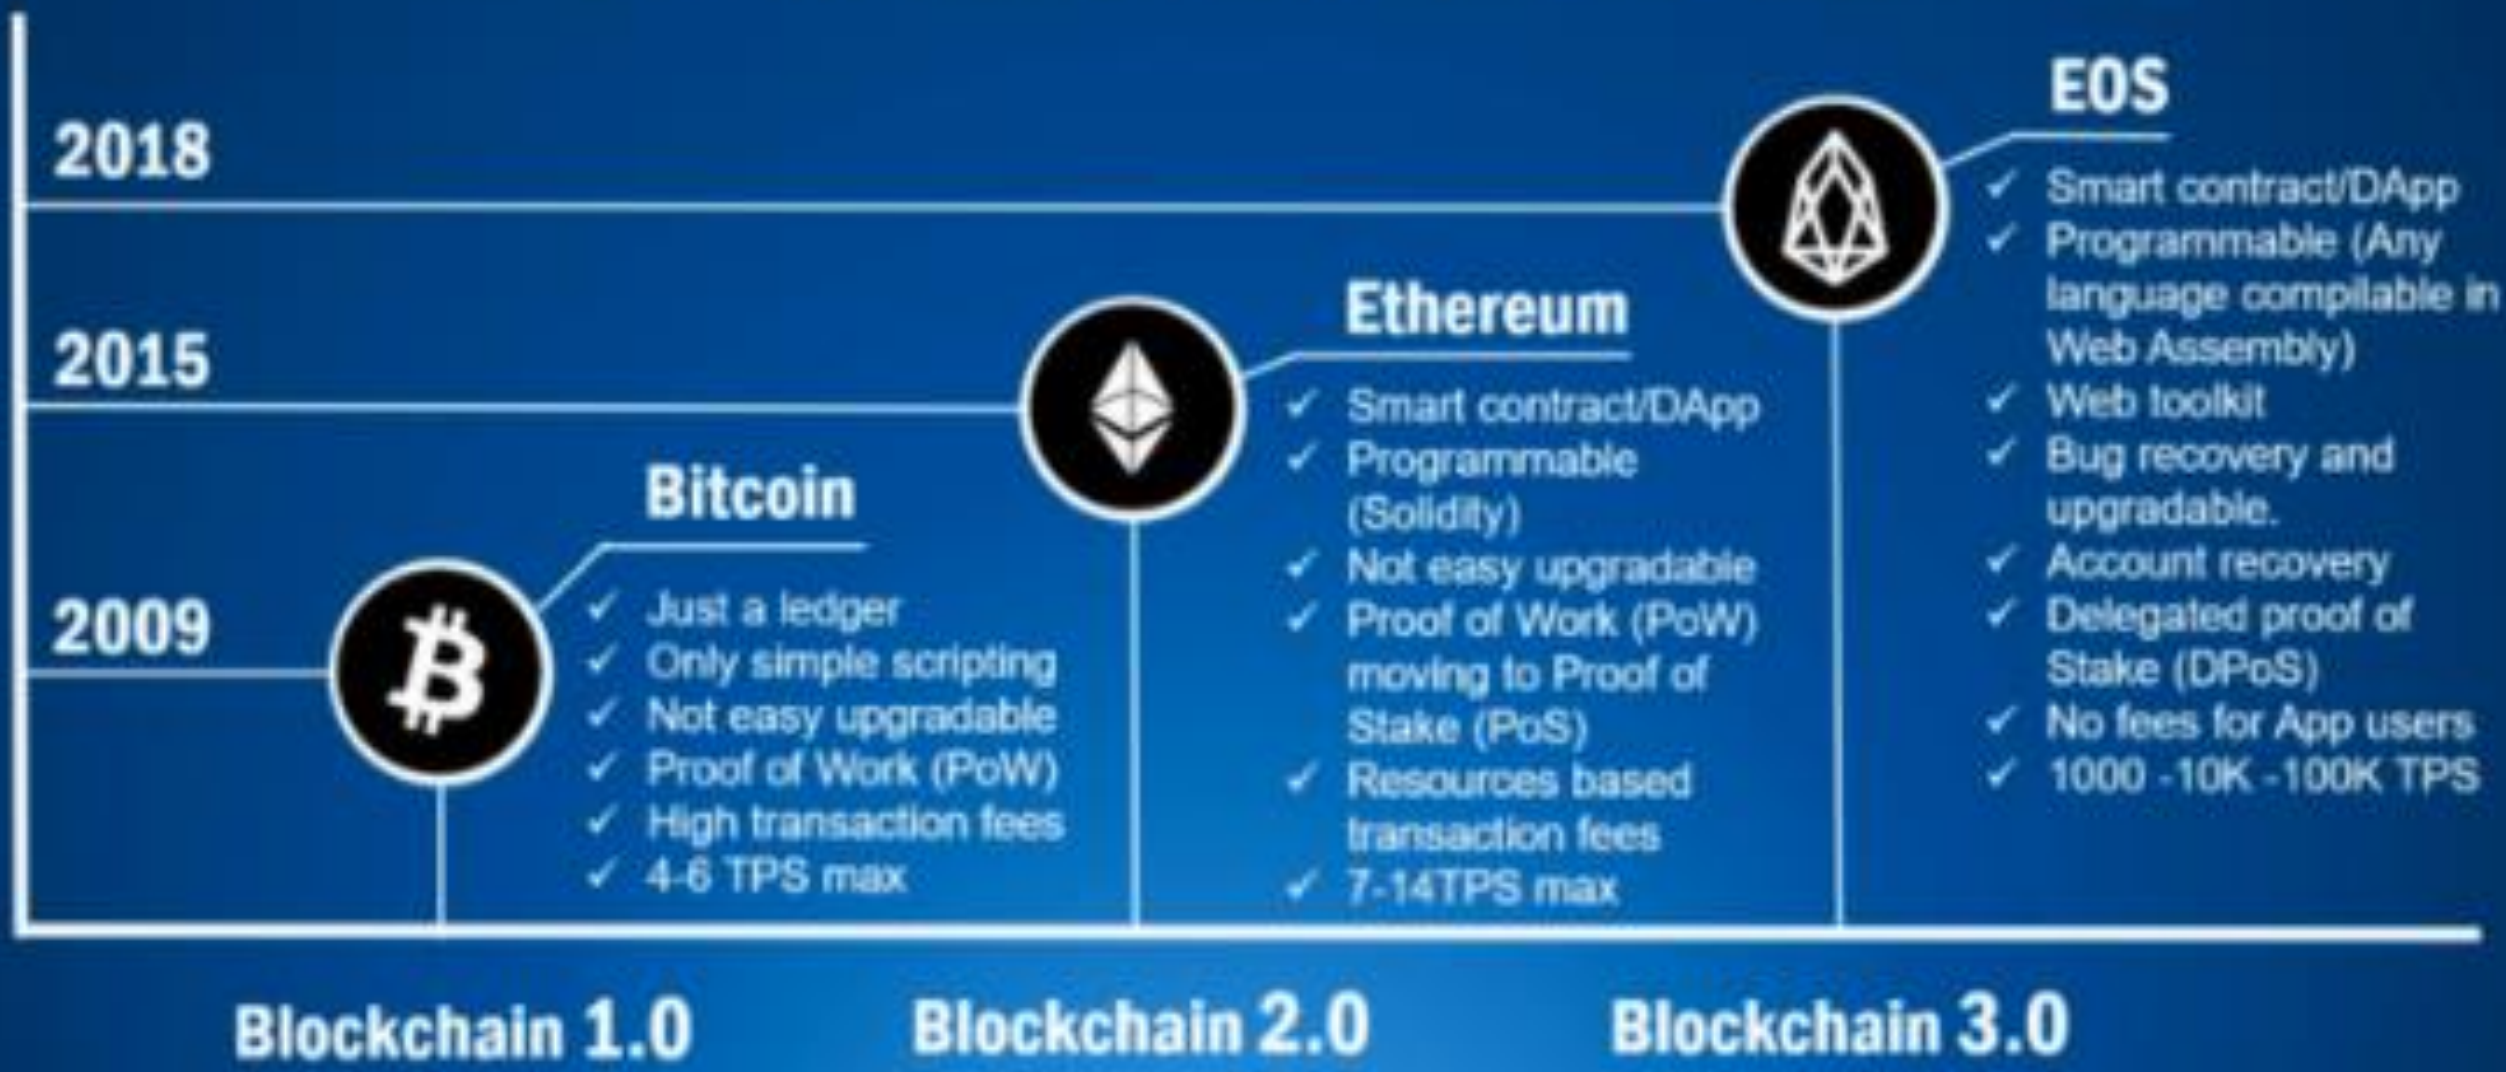 2018
2015
2009
Bitcoin
✓ Just a ledger
✓ Only simple scripting
✓ Not easy upgradable
✓ Proof of Work (PoW)
✓ High transaction fees
✓ 4-6 TPS max
Ethereum
✓ Smart contract/DApp
✓ Programmable
(Solidity)
✓ Not easy upgradable
✓ Proof of Work (PoW)
moving to Proof of
Stake (PoS)
✓ Resources based
transaction fees
✓ 7-14TPS max
EOS
✓ Smart contract/DApp
✓ Programmable (Any
language compilable in
Web Assembly)
✓ Web toolkit
✓ Bug recovery and
upgradable.
✓ Account recovery
✓ Delegated proof of
Stake (DPoS)
✓ No fees for App users
✓ 1000 -10K -100K TPS
Blockchain 1.0
Blockchain 2.0
Blockchain 3.0